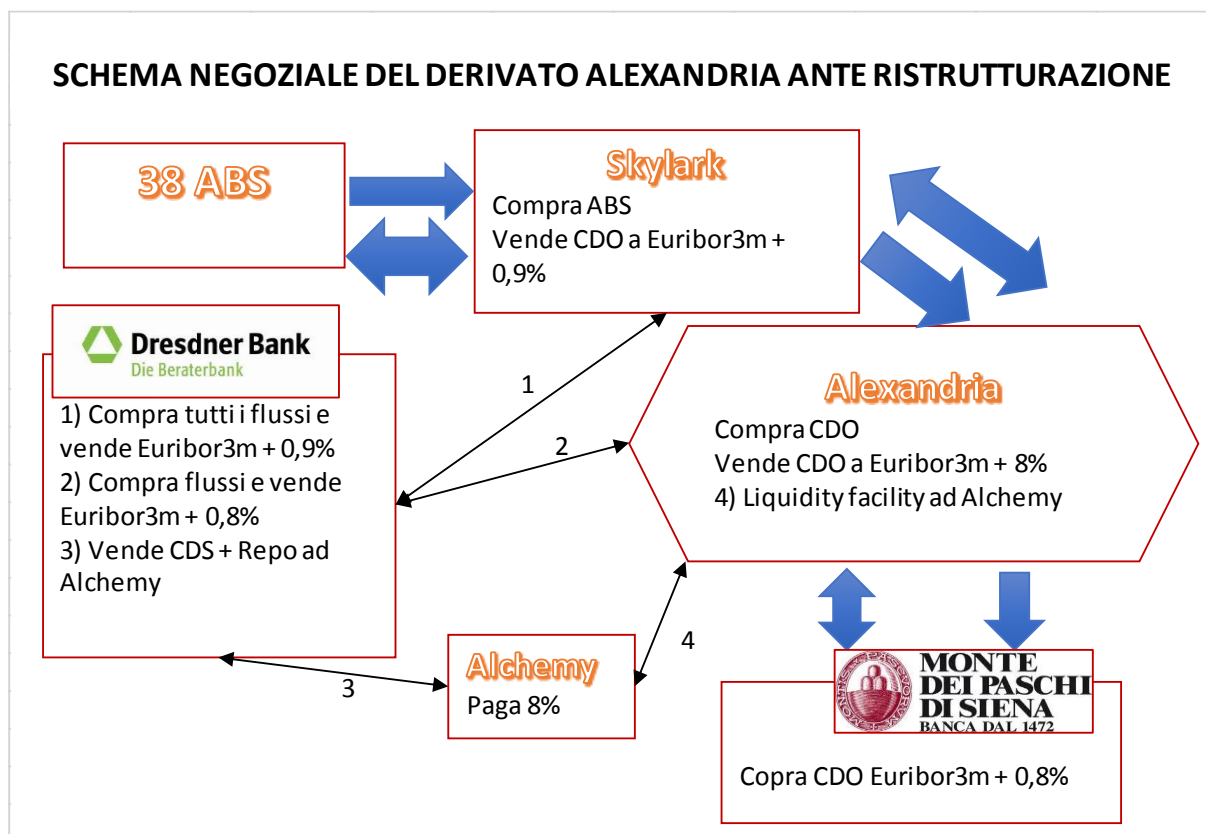 SCHEMA NEGOZIALE DEL DERIVATO ALEXANDRIA ANTE RISTRUTTURAZIONE
38 ABS
Skylark
Compra ABS
Vende CDO a Euribor3m +
0,9%
Dresdner Bank
Die Beraterbank
1) Compra tutti i flussi e
vende Euribor3m + 0,9%
2) Compra flussi e vende
Euribor3m + 0,8%
3) Vende CDS + Repo ad
Alchemy
1
2
Alexandria
Compra CDO
Vende CDO a Euribor3m + 8%
4) Liquidity facility ad Alchemy
3
4
Alchemy
Paga 8%
MONTE
DEI PASCHI
DI SIENA
BANCA DAL 1472
Copra CDO Euribor3m + 0,8%